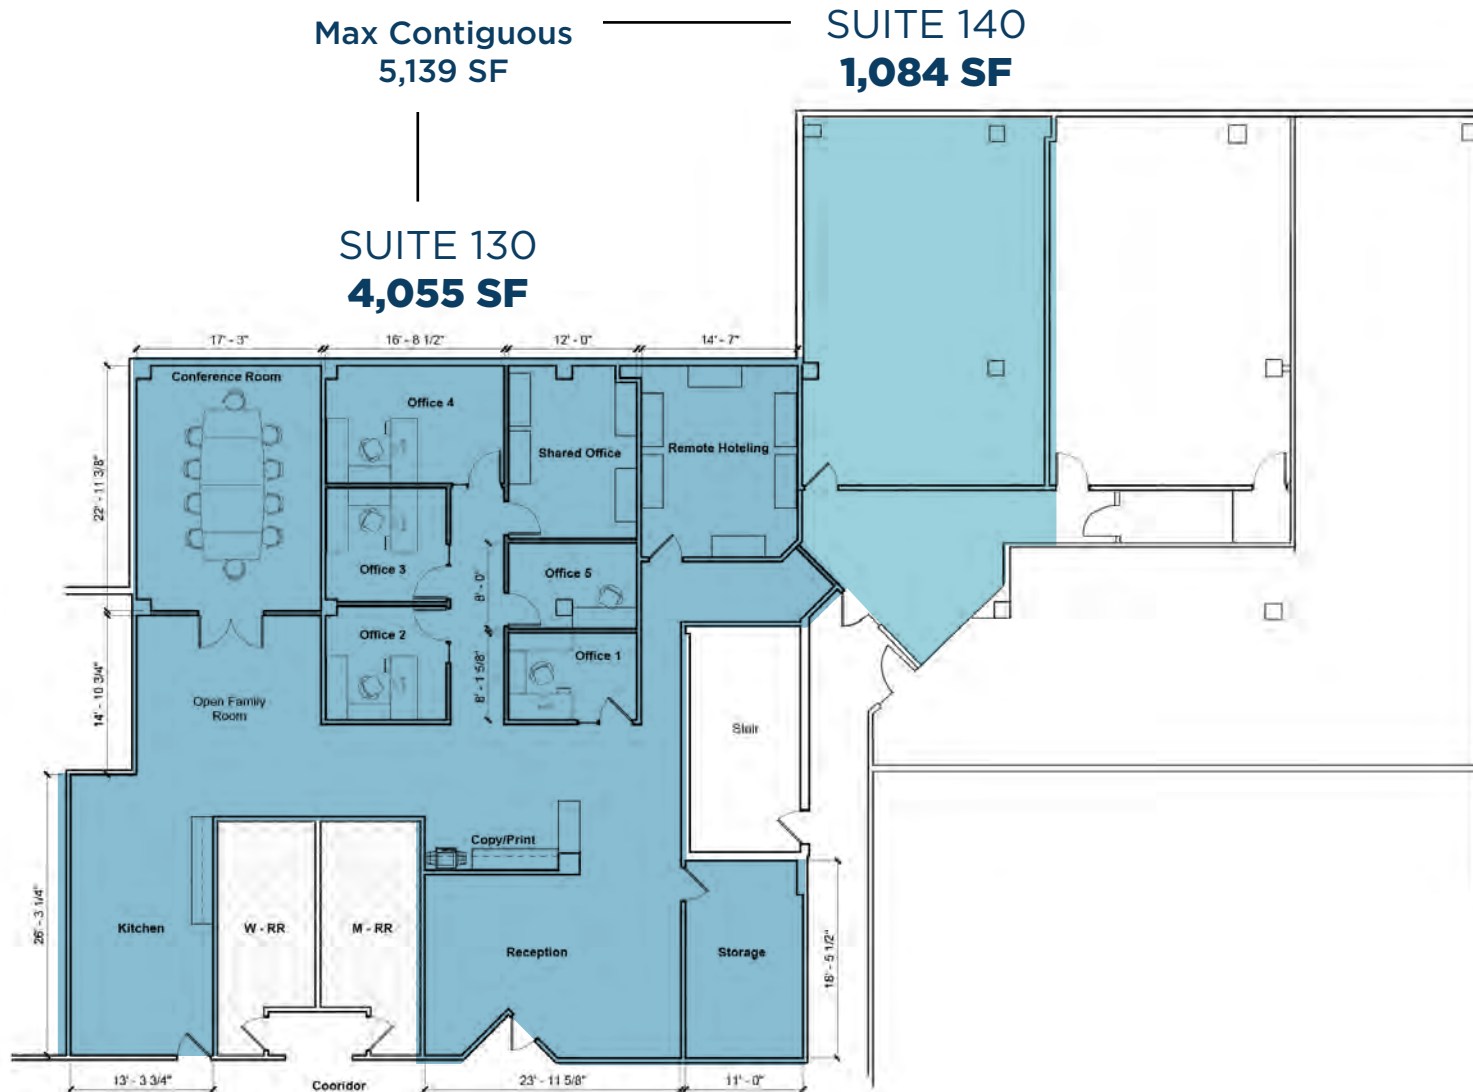 Max Contiguous
5,139 SF
SUITE 140
1,084 SF
SUITE 130
4,055 SF
17' - 3"
16' - 8 1/2"
12' - 0"
14' - 7"
Conference Room
Office 4
Shared Office
Remote Hoteling
22' - 11 3/8"
Office 3
Office 5
8' - 0"
Office 2
Office 1
8' - 1 5/8"
14' - 10 3/4"
Open Family
Room
Stair
Copy/Print
26' - 3 1/4"
Kitchen
W - RR
M - RR
Reception
Storage
18' - 5 1/2"
13' - 3 3/4"
Cooridor
23' - 11 5/8"
11' - 0"